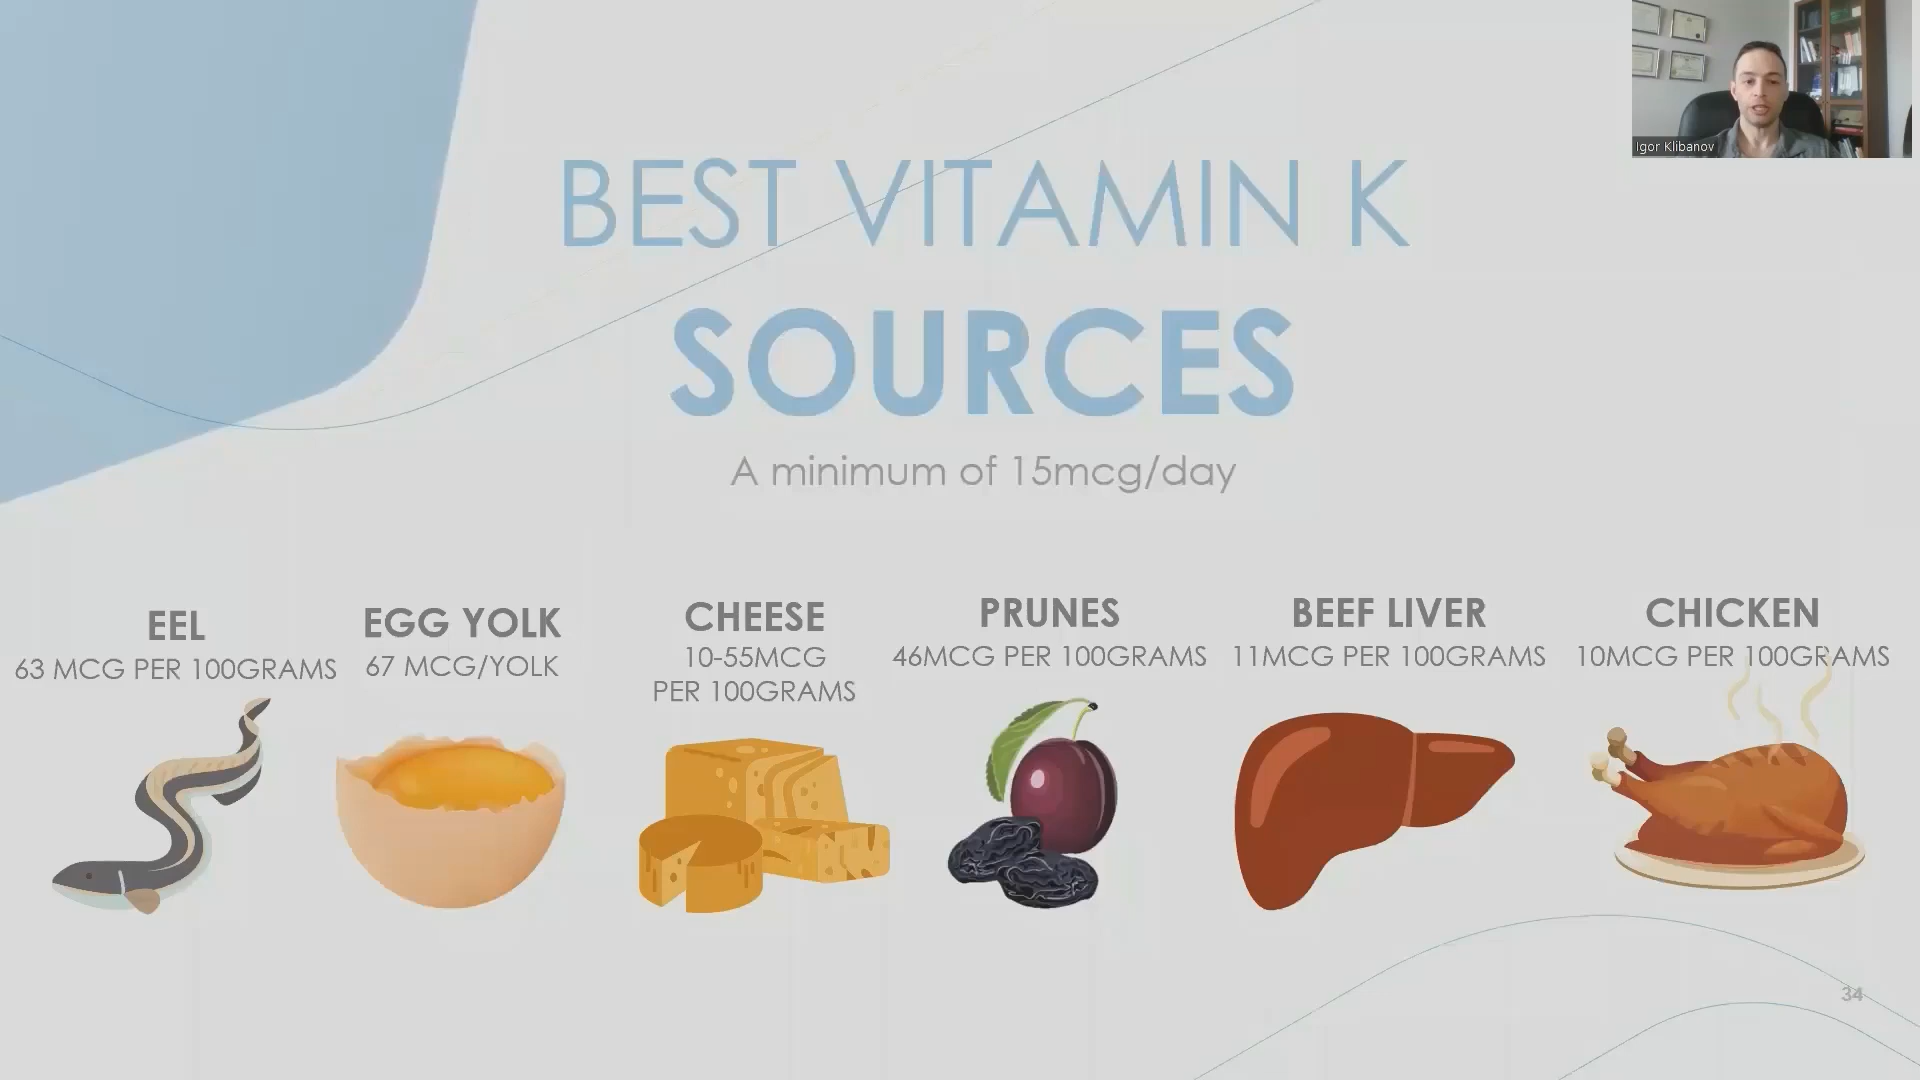 Igor Klibanov
BEST VITAMIN K
SOURCES
A minimum of 15mcg/day
EEL
63 MCG PER 100GRAMS
EGG YOLK
67 MCG/YOLK
CHEESE
10-55MCG
PER 100GRAMS
PRUNES
46MCG PER 100GRAMS
BEEF LIVER
11MCG PER 100GRAMS
CHICKEN
10MCG PER 100GRAMS
34